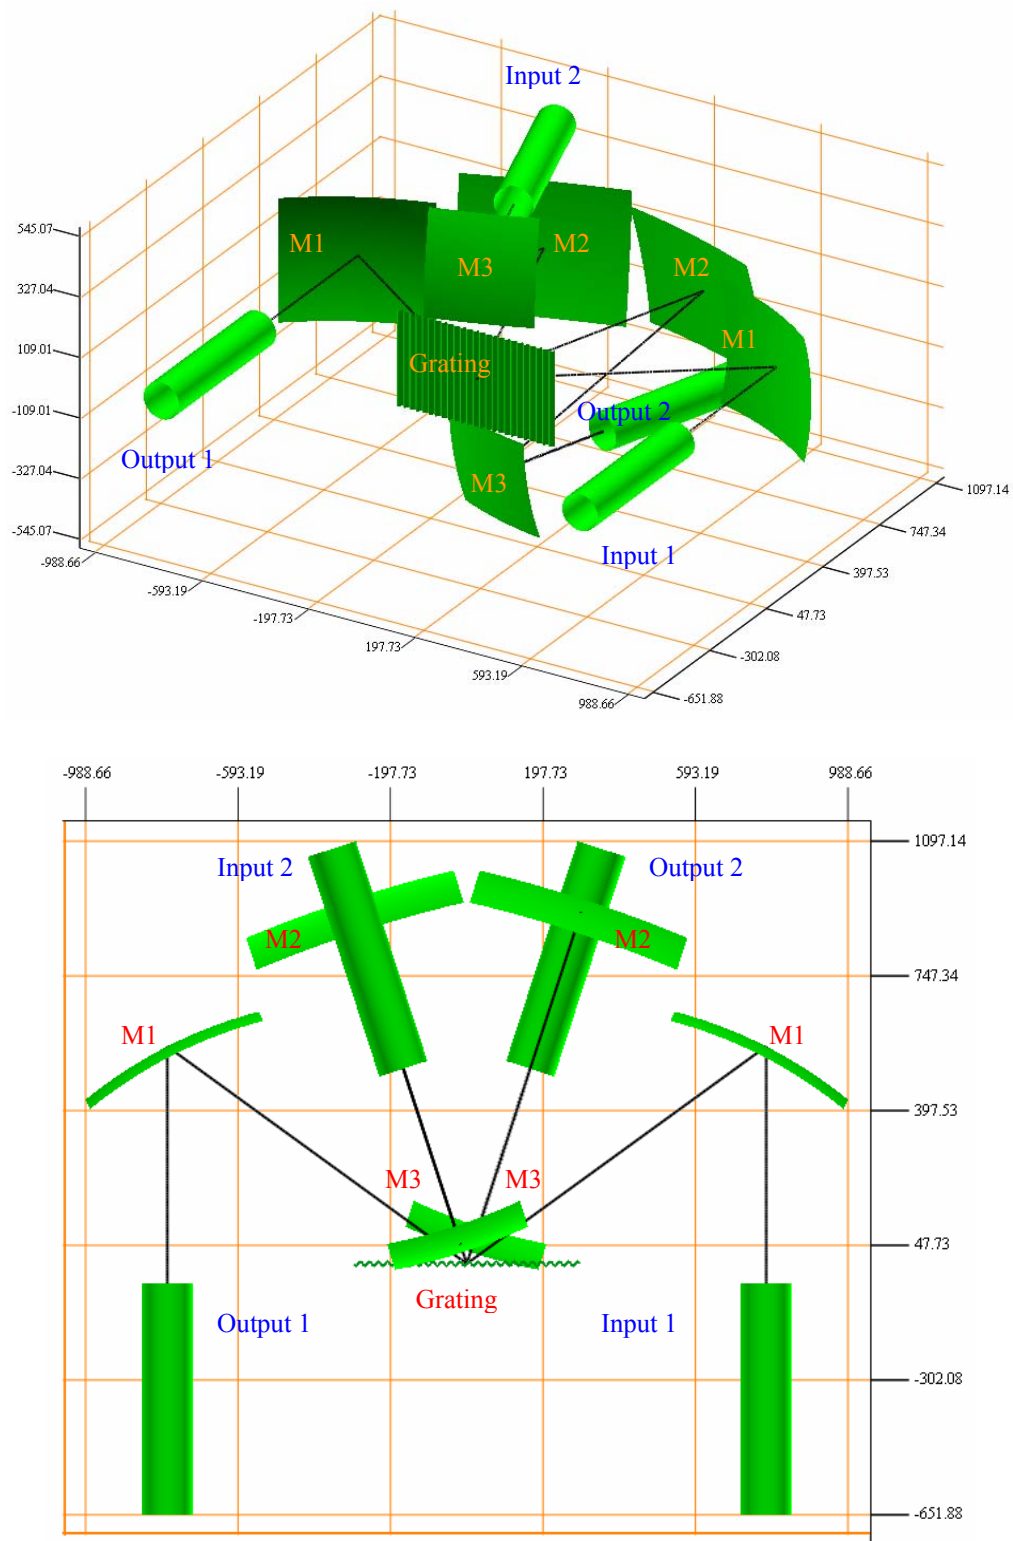 Input 2
M1
M3
M2
M2
M1
Grating
Output 2
Output 1
M3
Input 1
545.07
327.04
109.01
-109.01
-327.04
-545.07
-988.66
-593.19
-197.73
197.73
593.19
988.66
1097.14
747.34
397.53
47.73
-302.08
-651.88
-988.66
-593.19
-197.73
197.73
593.19
988.66
Input 2
Output 2
M2
M2
M1
M1
M3
M3
Grating
Output 1
Input 1
1097.14
747.34
397.53
47.73
-302.08
-651.88